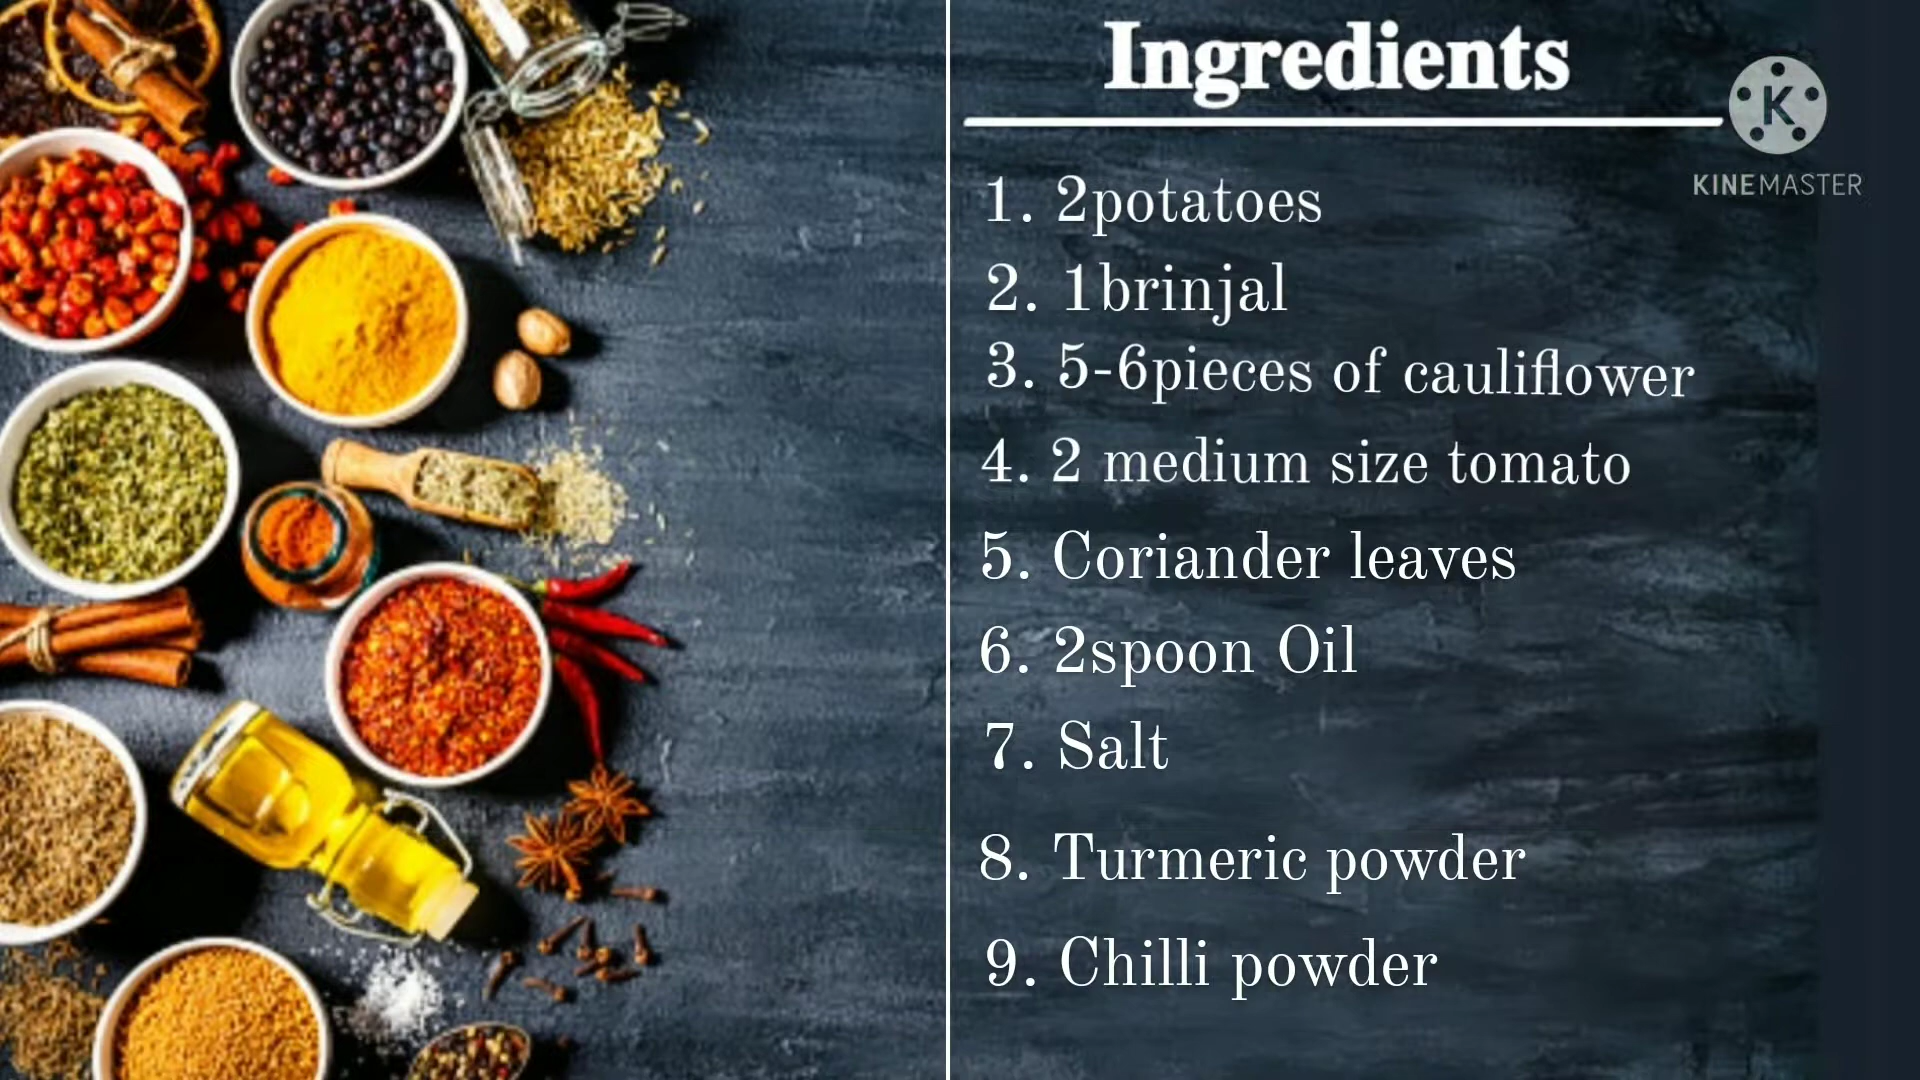 Ingredients
K
KINEMASTER
1. 2potatoes
2. 1brinjal
3. 5-6pieces of cauliflower
4. 2 medium size tomato
5. Coriander leaves
6. 2spoon Oil
7. Salt
8. Turmeric powder
9. Chilli powder